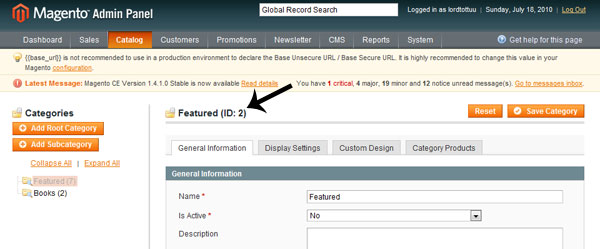 Magento Admin Panel
Global Record Search
Logged in as lordtottuu | Sunday, July 18, 2010 | Log Out
Dashboard Sales Catalog Customers Promotions Newsletter CMS Reports System Get help for this page
{{base_url}} is not recommended to use in a production environment to declare the Base Unsecure URL / Base Secure URL. It is highly recommended to change this value in your
Magento configuration.
Latest Message: Magento CE Version 1.4.1.0 Stable is now available Read details You have 1 critical, 4 major, 19 minor and 12 notice unread message(s). Go to messages inbox.
Categories
Add Root Category
Add Subcategory
Collapse All | Expand All
Featured (7)
Books (2)
Featured (ID: 2)
Reset Save Category
General Information Display Settings Custom Design Category Products
General Information
Name * Featured
Is Active * No
Description